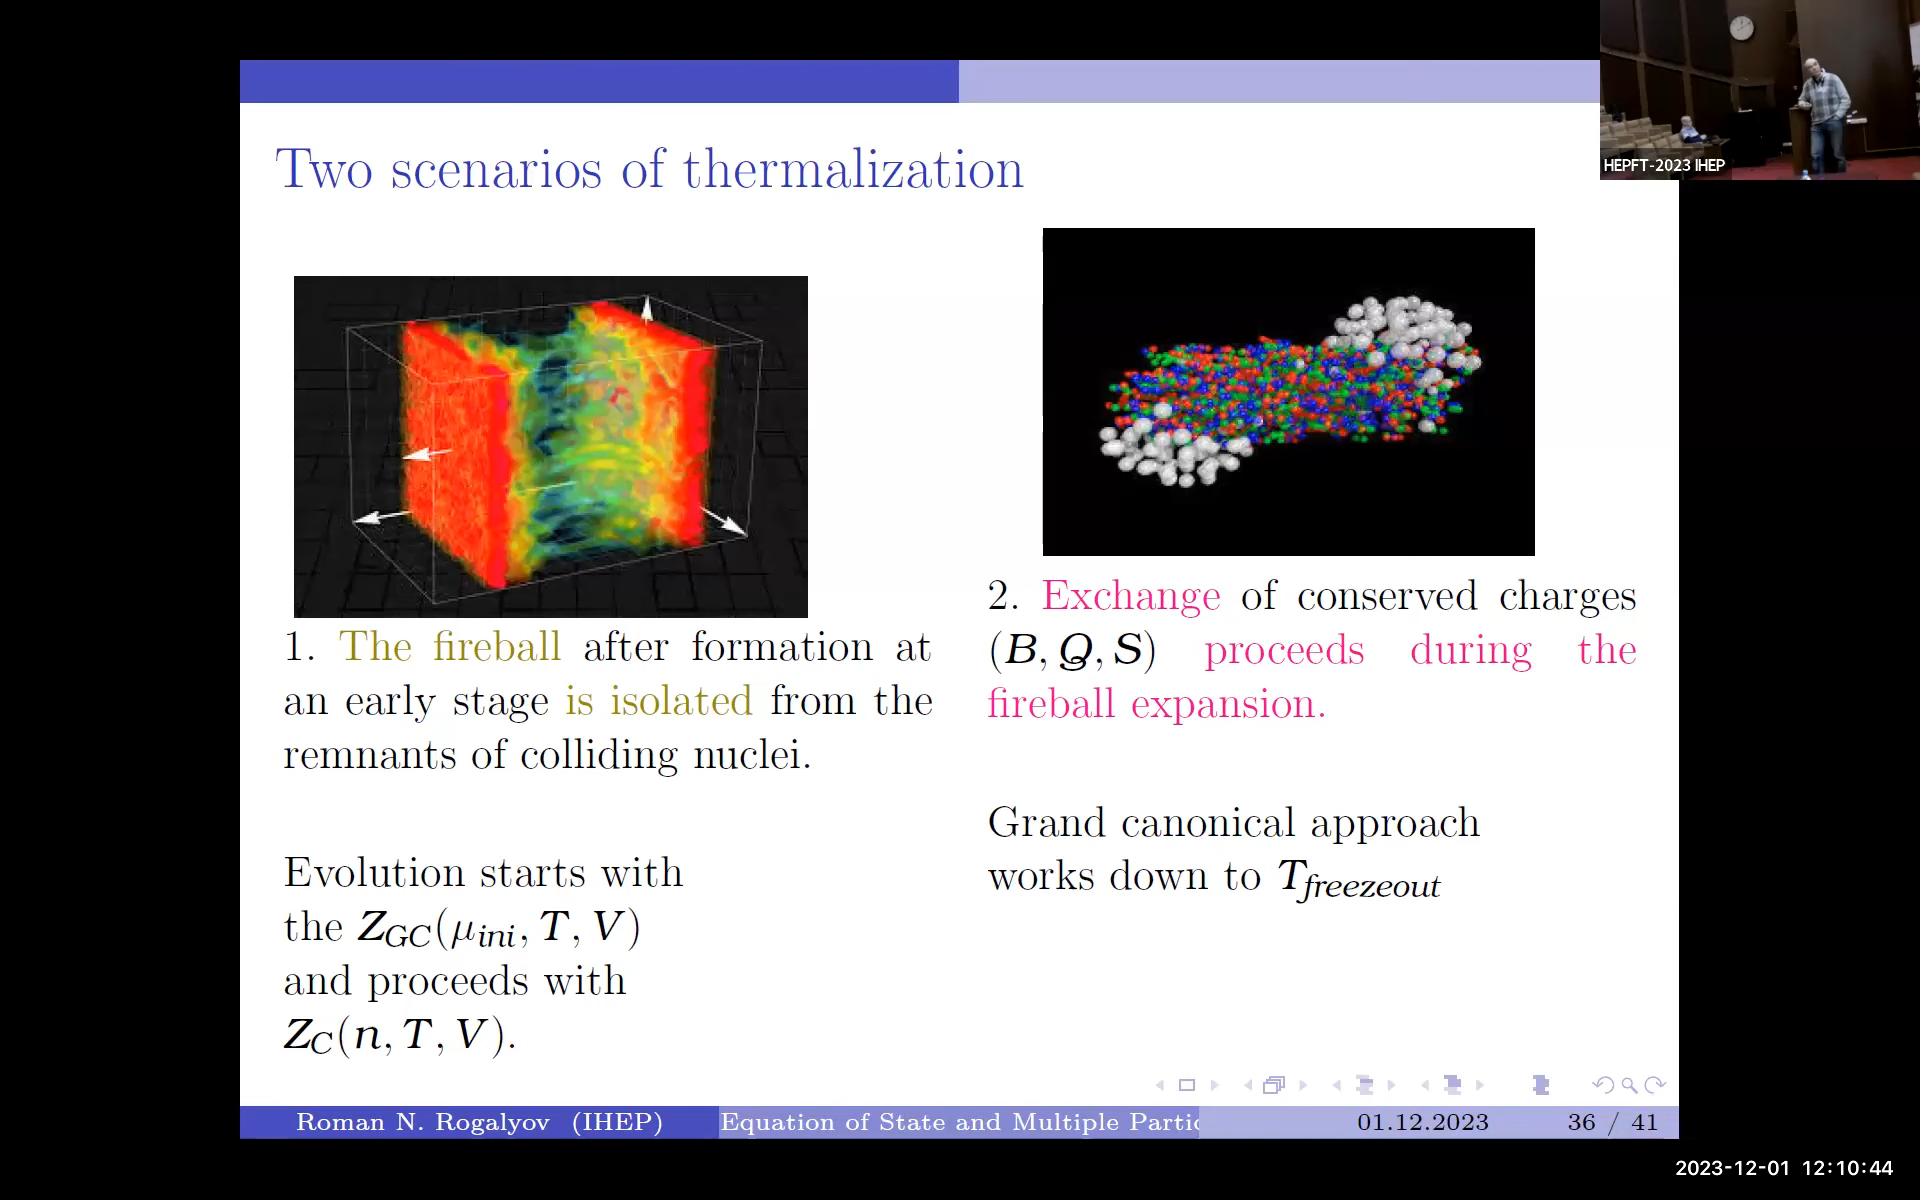 HEPFT-2023 IHEP
Two scenarios of thermalization
1. The fireball after formation at
an early stage is isolated from the
remnants of colliding nuclei.
Evolution starts with
the Z_GC(μ_ini, T, V)
and proceeds with
Z_C(n, T, V).
2. Exchange of conserved charges
(B, Q, S) proceeds during the
fireball expansion.
Grand canonical approach
works down to T_freezeout
Roman N. Rogalyov (IHEP)
Equation of State and Multiple Partic
01.12.2023
36 / 41
2023-12-01 12:10:44